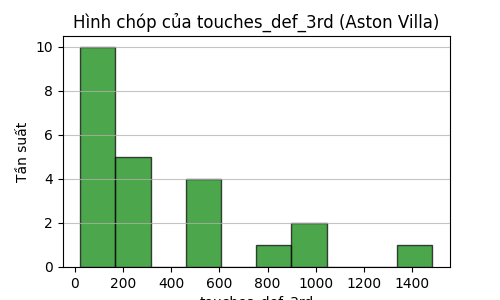 Hình chóp của touches_def_3rd (Aston Villa)
Tần suất
10
8
6
4
2
0
0 200 400 600 800 1000 1200 1400
touches_def_3rd